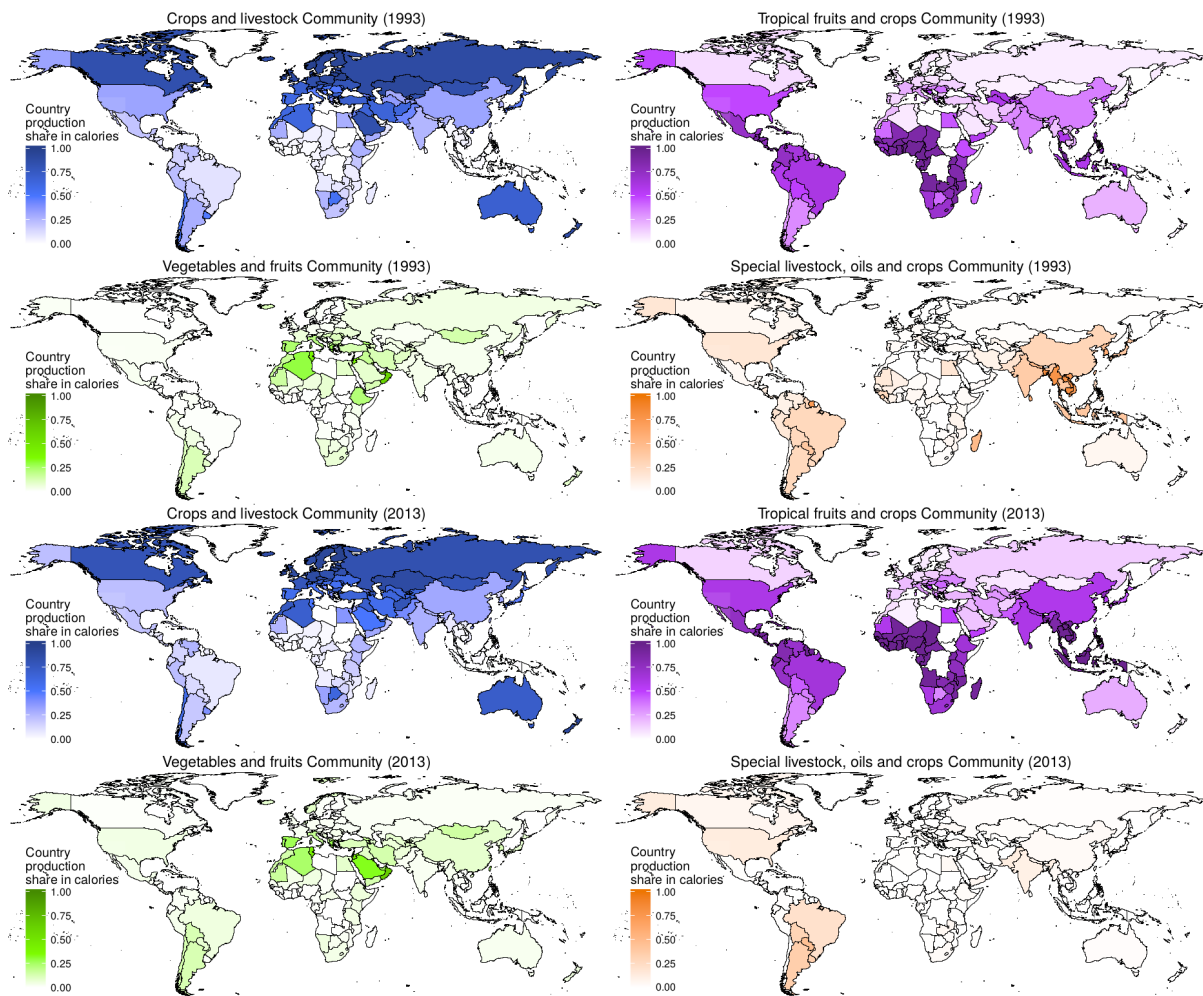 Crops and livestock Community (1993)
Country
production
share in calories
1.00
0.75
0.50
0.25
0.00
Tropical fruits and crops Community (1993)
Country
production
share in calories
1.00
0.75
0.50
0.25
0.00
Vegetables and fruits Community (1993)
Country
production
share in calories
1.00
0.75
0.50
0.25
0.00
Special livestock, oils and crops Community (1993)
Country
production
share in calories
1.00
0.75
0.50
0.25
0.00
Crops and livestock Community (2013)
Country
production
share in calories
1.00
0.75
0.50
0.25
0.00
Tropical fruits and crops Community (2013)
Country
production
share in calories
1.00
0.75
0.50
0.25
0.00
Vegetables and fruits Community (2013)
Country
production
share in calories
1.00
0.75
0.50
0.25
0.00
Special livestock, oils and crops Community (2013)
Country
production
share in calories
1.00
0.75
0.50
0.25
0.00